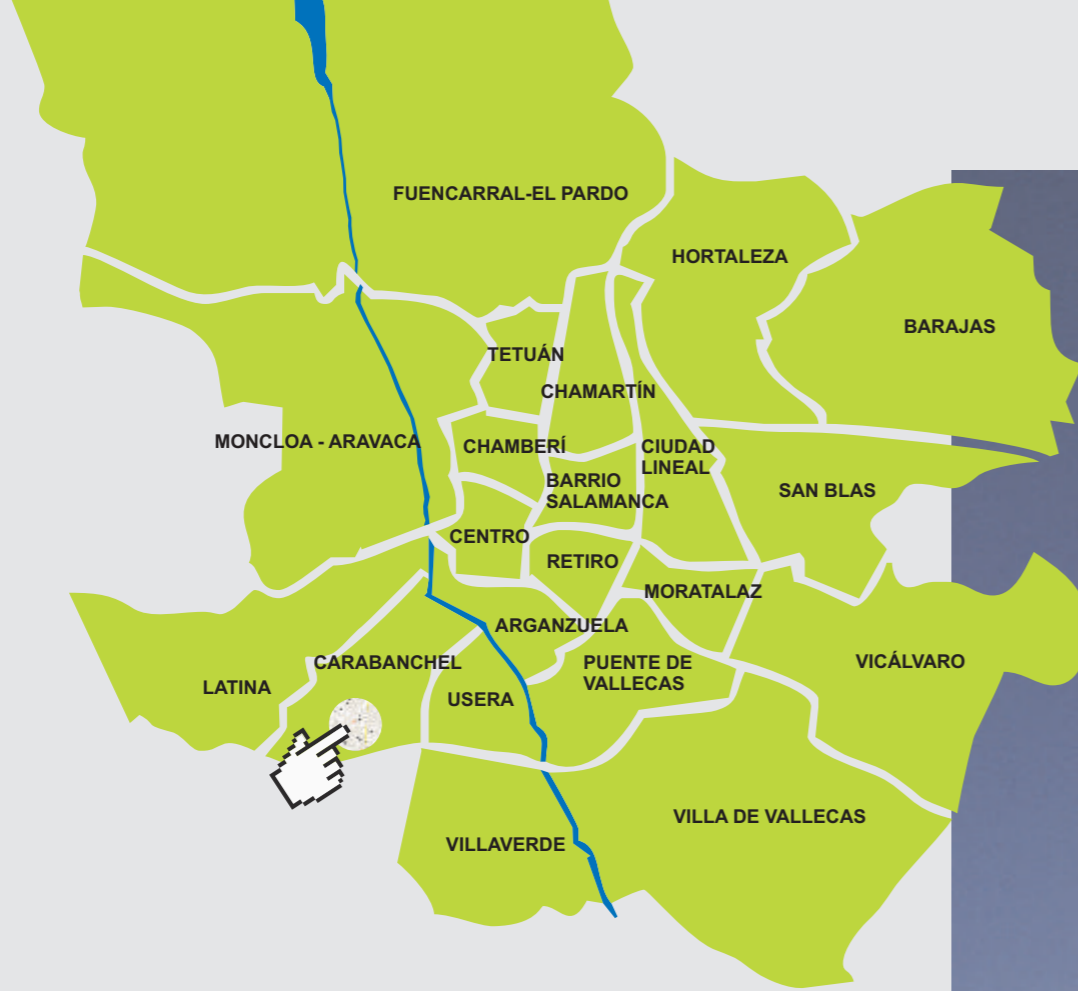 FUENCARRAL-EL PARDO
HORTALEZA
BARAJAS
TETUÁN
CHAMARTÍN
MONCLOA - ARAVACA
CHAMBERÍ
CIUDAD
LINEAL
BARRIO
SALAMANCA
SAN BLAS
CENTRO
RETIRO
MORATALAZ
ARGANZUELA
CARABANCHEL
PUENTE DE
VALLECAS
VICÁLVARO
LATINA
USERA
VILLA DE VALLECAS
VILLAVERDE